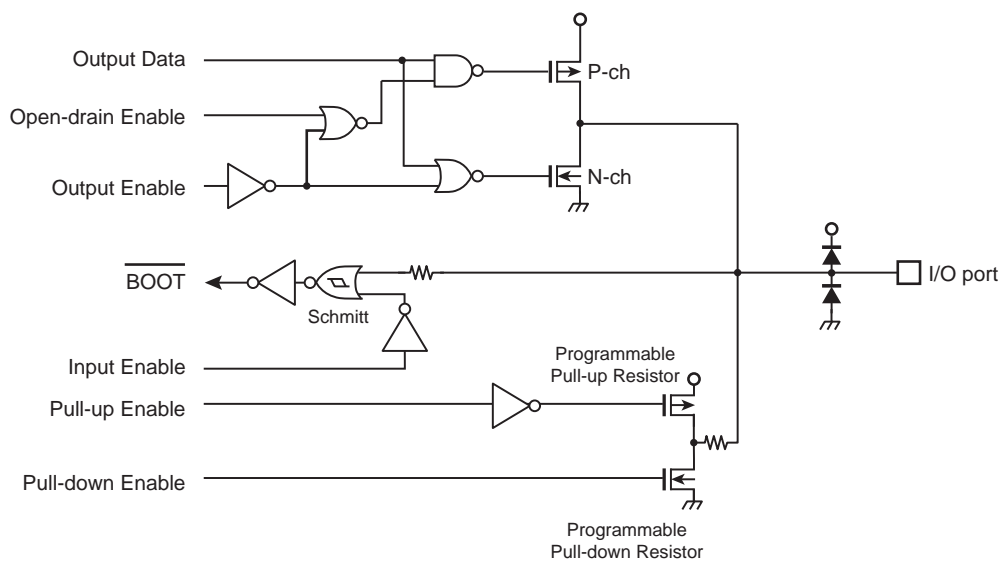 Output Data
P-ch
Open-drain Enable
N-ch
Output Enable
BOOT
I/O port
Schmitt
Input Enable
Programmable
Pull-up Resistor
Pull-up Enable
Pull-down Enable
Programmable
Pull-down Resistor